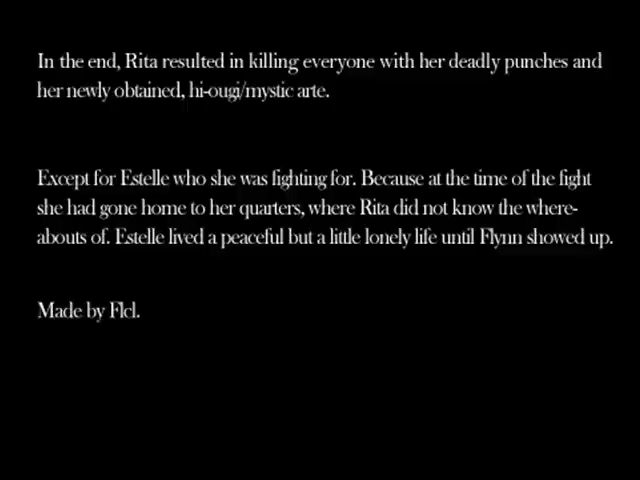 In the end, Rita resulted in killing everyone with her deadly punches and
her newly obtained, hi-ougi/mystic arte.
Except for Estelle who she was fighting for. Because at the time of the fight
she had gone home to her quarters, where Rita did not know the where-
abouts of. Estelle lived a peaceful but a little lonely life until Flynn showed up.
Made by Flcl.